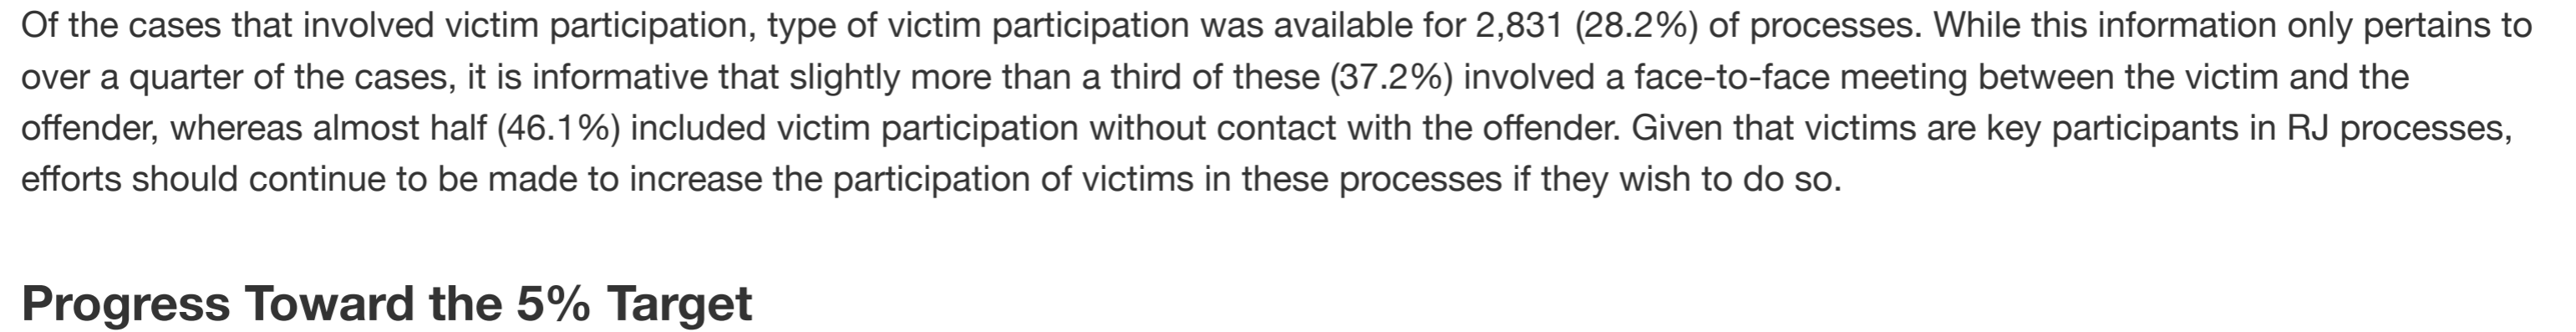 Of the cases that involved victim participation, type of victim participation was available for 2,831 (28.2%) of processes. While this information only pertains to
over a quarter of the cases, it is informative that slightly more than a third of these (37.2%) involved a face-to-face meeting between the victim and the
offender, whereas almost half (46.1%) included victim participation without contact with the offender. Given that victims are key participants in RJ processes,
efforts should continue to be made to increase the participation of victims in these processes if they wish to do so.
Progress Toward the 5% Target